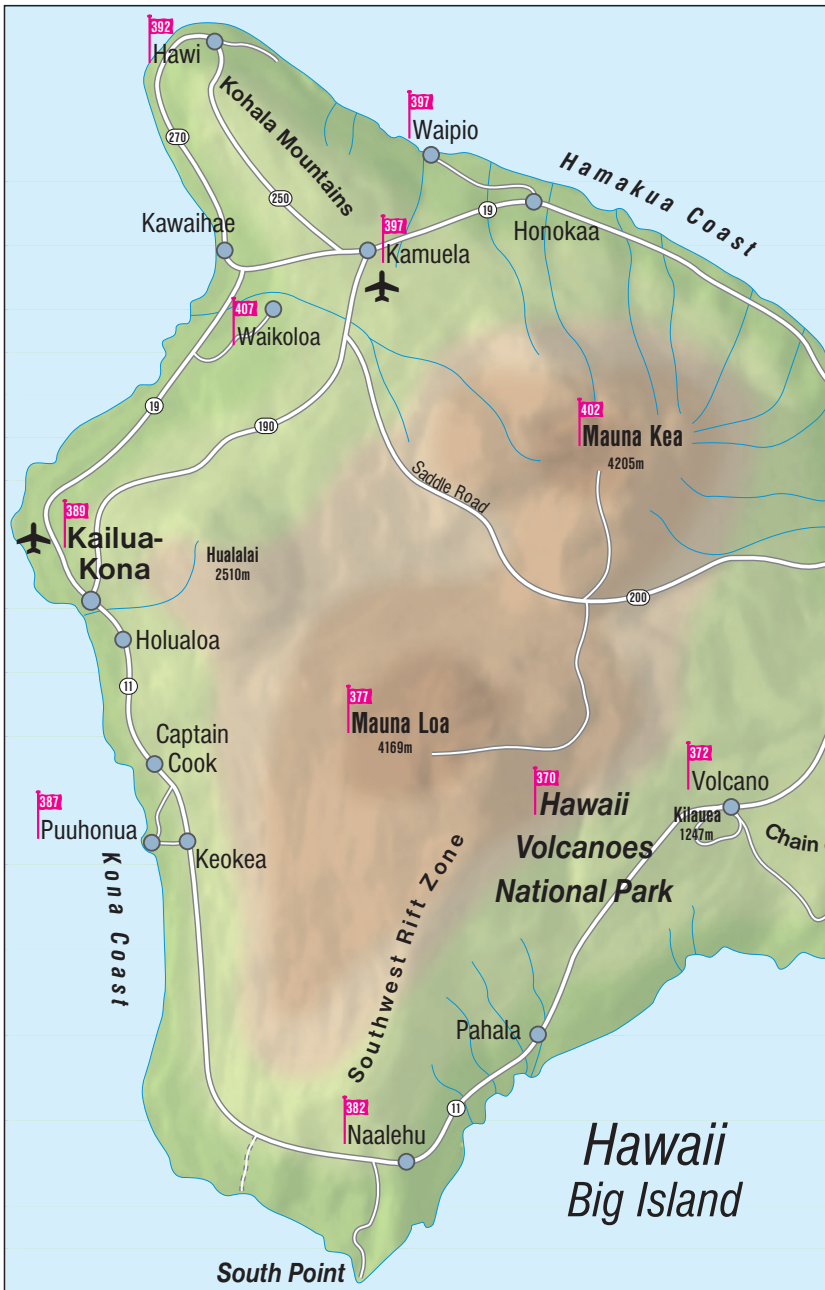 392
Hawi
Kohala Mountains
270
250
397
Waipio
Hamakua Coast
19
Honokaa
397
Kamuela
Kawaihae
407
Waikoloa
19
190
402
Mauna Kea
4205m
Saddle Road
389
Kailua-
Kona
Hualalai
2510m
200
Holualoa
11
377
Mauna Loa
4169m
Captain
Cook
372
Volcano
370
Hawaii
Volcanoes
National Park
Kilauea
1247m
Chain
387
Puuhonua
Keokea
Kona Coast
Southwest Rift Zone
Pahala
382
Naalehu
11
Hawaii
Big Island
South Point